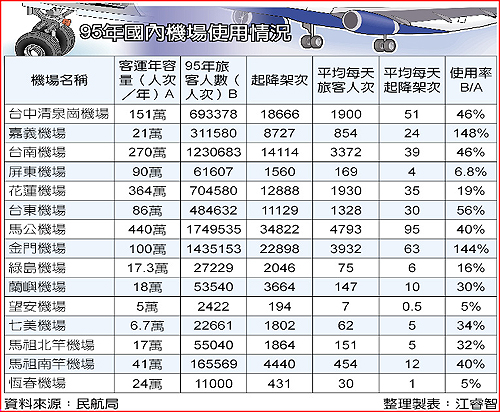 95年國內機場使用情況
機場名稱 客運年容量（人次／年）A 95年旅客人數（人次）B 起降架次 平均每天旅客人次 平均每天起降架次 使用率B/A
台中清泉崗機場 151萬 693378 18666 1900 51 46%
嘉義機場 21萬 311580 8727 854 24 148%
台南機場 270萬 1230683 14114 3372 39 46%
屏東機場 90萬 61607 1560 169 4 6.8%
花蓮機場 364萬 704580 12888 1930 35 19%
台東機場 86萬 484632 11129 1328 30 56%
馬公機場 440萬 1749535 34822 4793 95 40%
金門機場 100萬 1435153 22898 3932 63 144%
綠島機場 17.3萬 27229 2046 75 6 16%
蘭嶼機場 18萬 53540 3664 147 10 30%
望安機場 5萬 2422 194 7 0.5 5%
七美機場 6.7萬 22661 1802 62 5 34%
馬祖北竿機場 17萬 55040 1864 151 5 32%
馬祖南竿機場 41萬 165569 4440 454 12 40%
恆春機場 24萬 11000 431 30 1 5%
資料來源：民航局 整理製表：江睿智